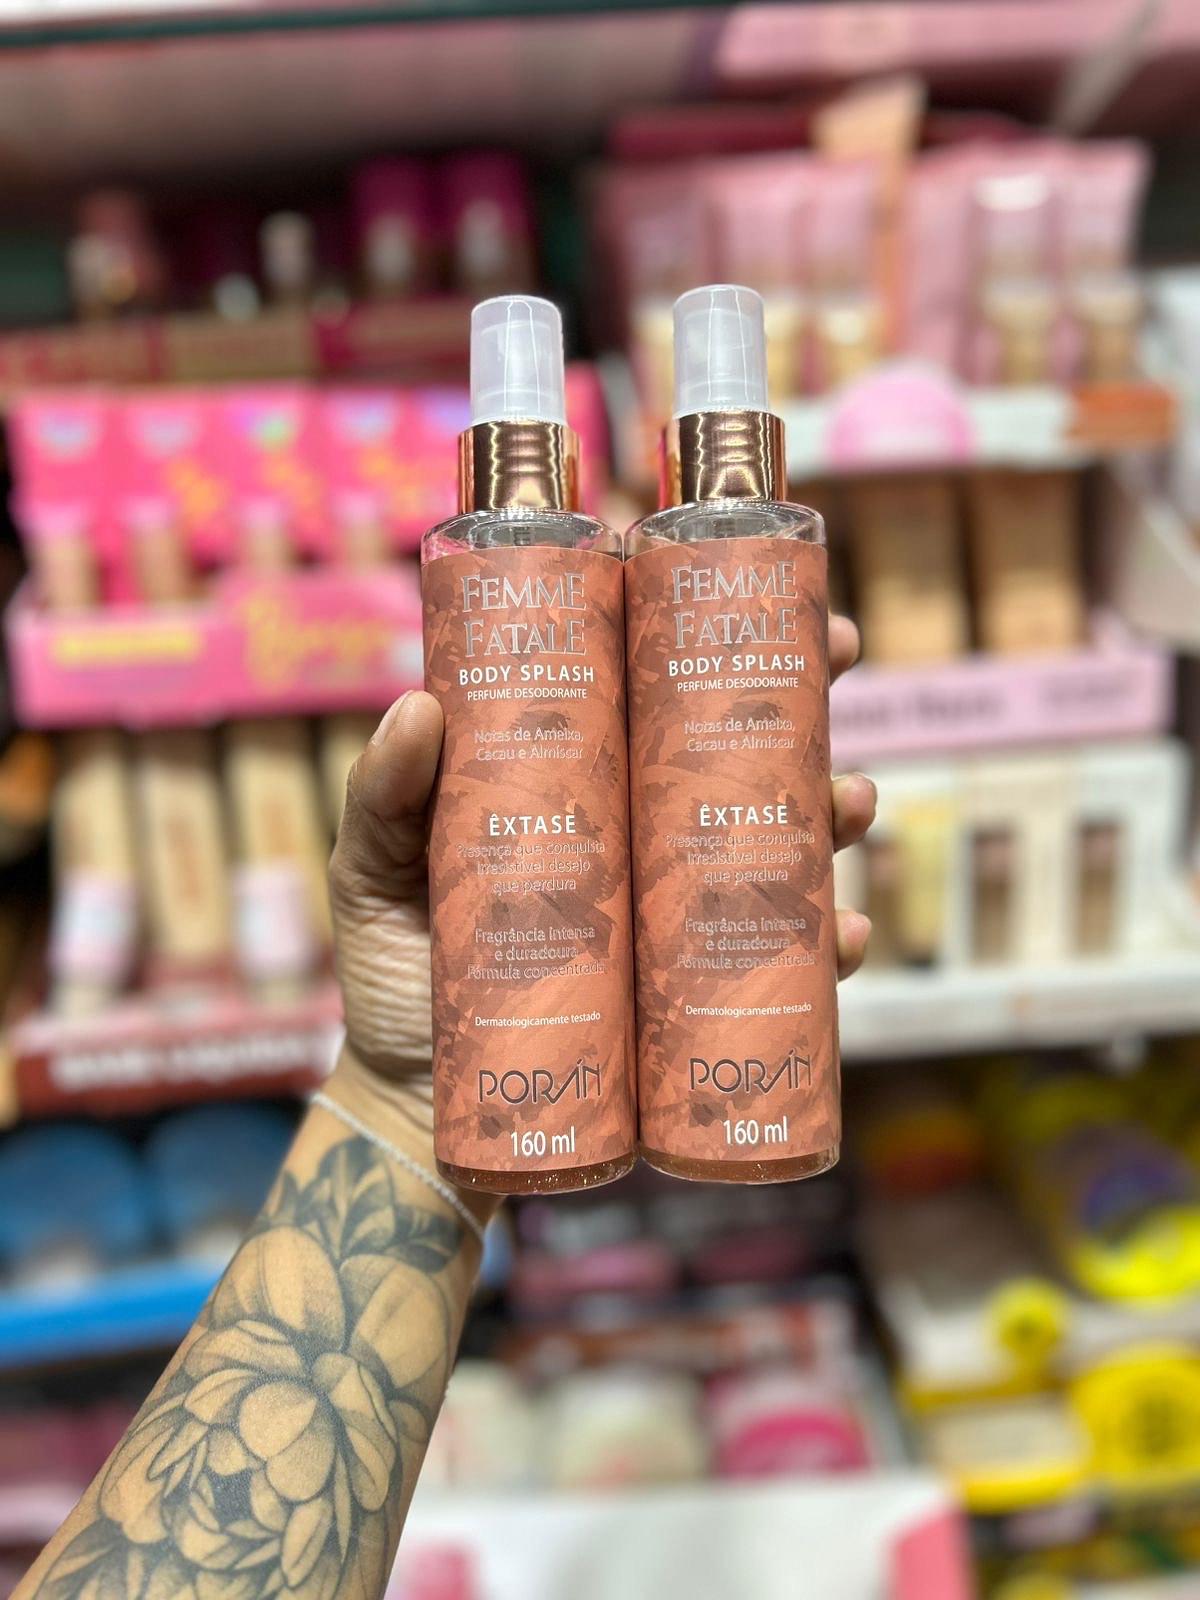 FEMME
FATALE
BODY SPLASH
PERFUME DESODORANTE
Notas de Ameixa,
Cacau e Almíscar
ÊXTASE
Presença que conquista
Irresistível desejo
que perdura
Fragrância intensa
e duradoura
Fórmula concentrada
Dermatologicamente testado
PORÁN
160 ml
FEMME
FATALE
BODY SPLASH
PERFUME DESODORANTE
Notas de Ameixa,
Cacau e Almíscar
ÊXTASE
Presença que conquista
Irresistível desejo
que perdura
Fragrância intensa
e duradoura
Fórmula concentrada
Dermatologicamente testado
PORÁN
160 ml